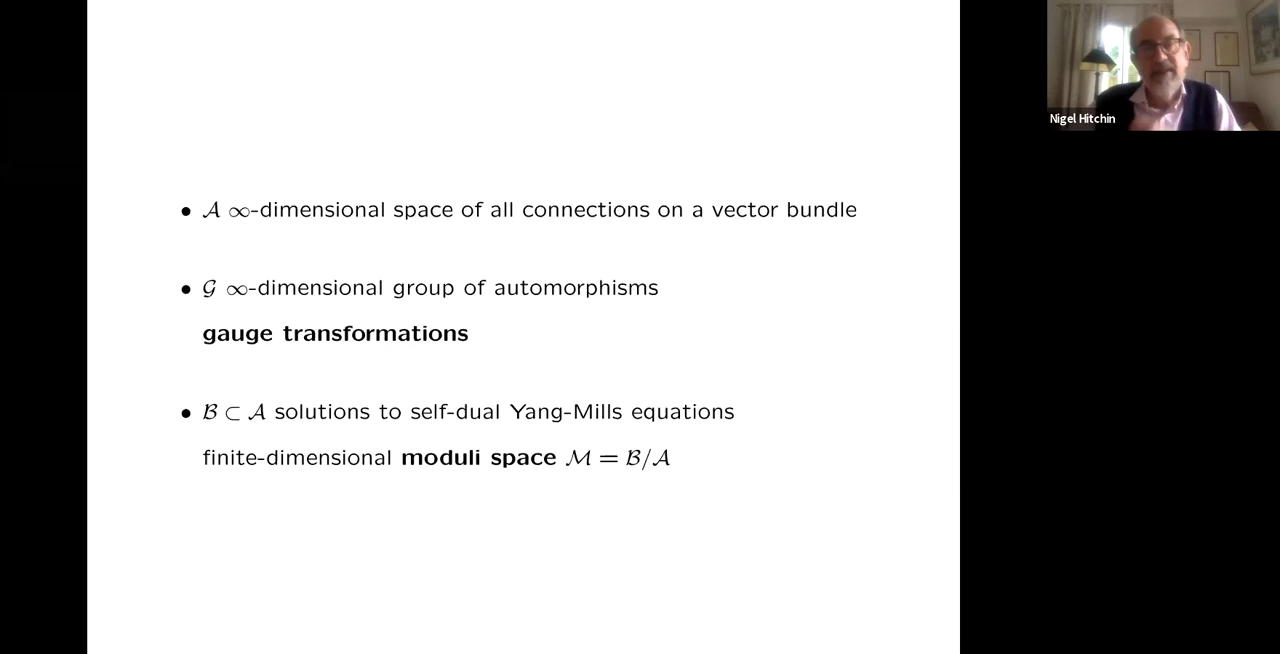 • 𝒜 ∞-dimensional space of all connections on a vector bundle
• 𝒢 ∞-dimensional group of automorphisms
gauge transformations
• ℬ ⊂ 𝒜 solutions to self-dual Yang-Mills equations
finite-dimensional moduli space ℳ = ℬ/𝒜
Nigel Hitchin